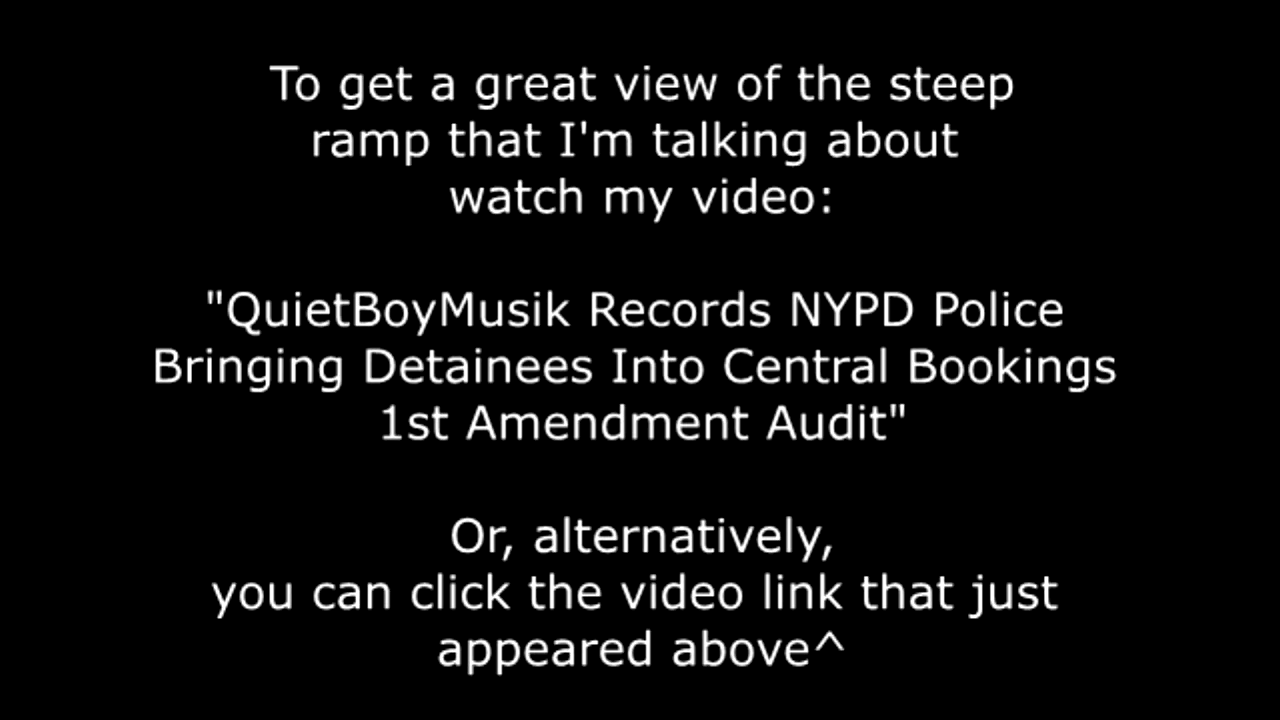 To get a great view of the steep
ramp that I'm talking about
watch my video:
"QuietBoyMusik Records NYPD Police
Bringing Detainees Into Central Bookings
1st Amendment Audit"
Or, alternatively,
you can click the video link that just
appeared above^